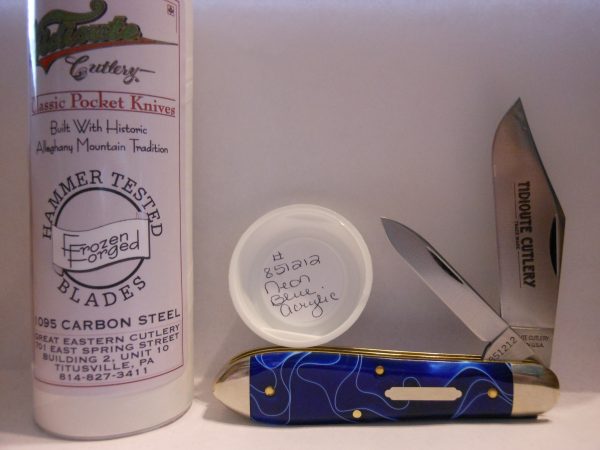 Tidioute
Cutlery
Classic Pocket Knives
Built With Historic
Alleghany Mountain Tradition
HAMMER TESTED
Frozen
Forged
BLADES
1095 CARBON STEEL
GREAT EASTERN CUTLERY
701 EAST SPRING STREET
BUILDING 2, UNIT 10
TITUSVILLE, PA
814-827-3411
#
851212
Neon
Blue
Acrylic
TIDIOUTE CUTLERY
851212
CUTLERY
U.S.A.